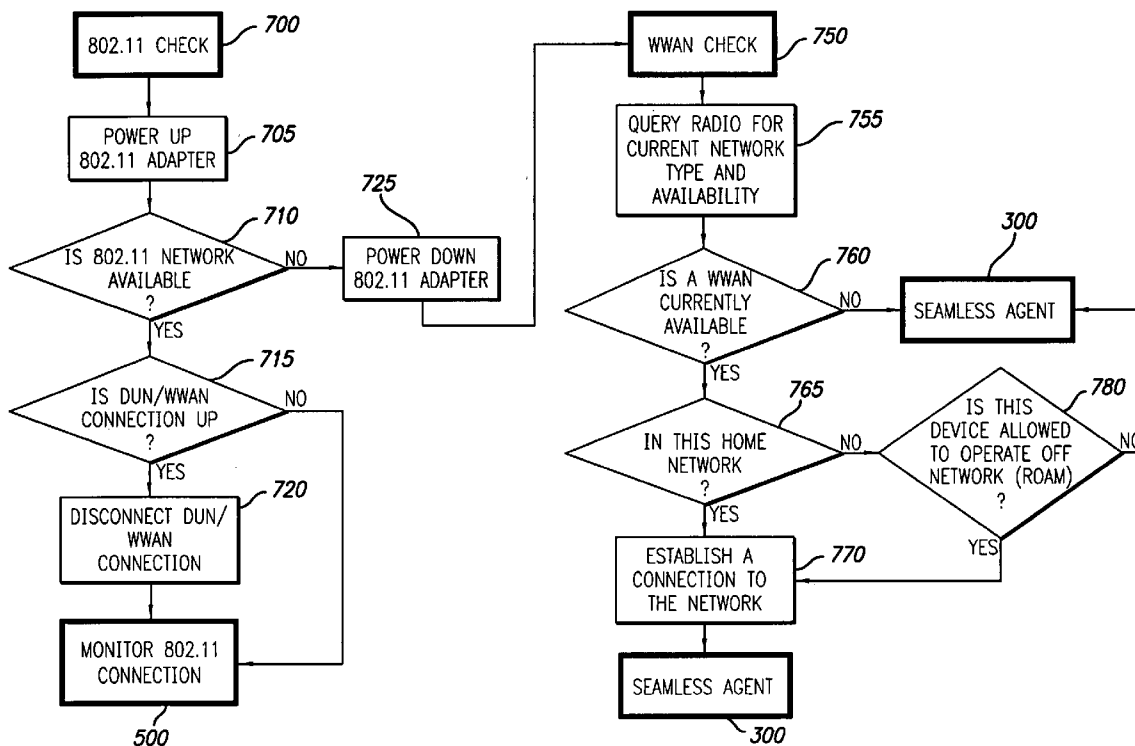 700
802.11 CHECK
705
POWER UP
802.11 ADAPTER
710
IS 802.11 NETWORK
AVAILABLE
?
NO
YES
725
POWER DOWN
802.11 ADAPTER
715
IS DUN/WWAN
CONNECTION UP
?
NO
YES
720
DISCONNECT DUN/
WWAN
CONNECTION
MONITOR 802.11
CONNECTION
500
750
WWAN CHECK
755
QUERY RADIO FOR
CURRENT NETWORK
TYPE AND
AVAILABILITY
760
IS A WWAN
CURRENTLY
AVAILABLE
?
NO
YES
300
SEAMLESS AGENT
765
IN THIS HOME
NETWORK
?
NO
YES
780
IS THIS
DEVICE ALLOWED
TO OPERATE OFF
NETWORK (ROAM)
?
NO
YES
770
ESTABLISH A
CONNECTION TO
THE NETWORK
SEAMLESS AGENT
300